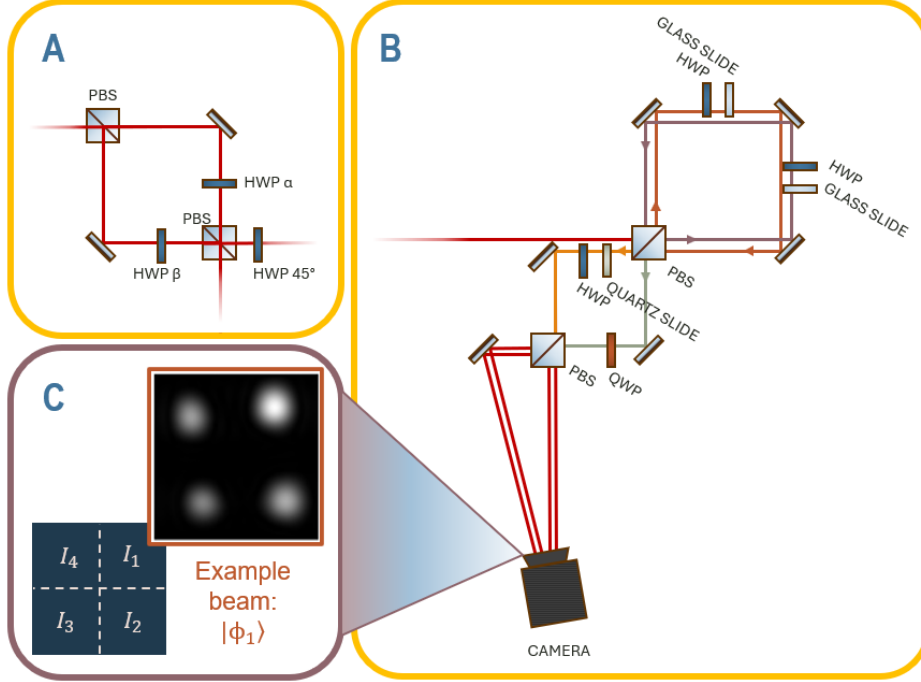 A
PBS
HWP α
PBS
HWP β
HWP 45°
B
GLASS SLIDE
HWP
HWP
GLASS SLIDE
PBS
HWP
QUARTZ SLIDE
PBS
QWP
CAMERA
C
I₄
I₁
I₃
I₂
Example
beam:
|ϕ₁⟩